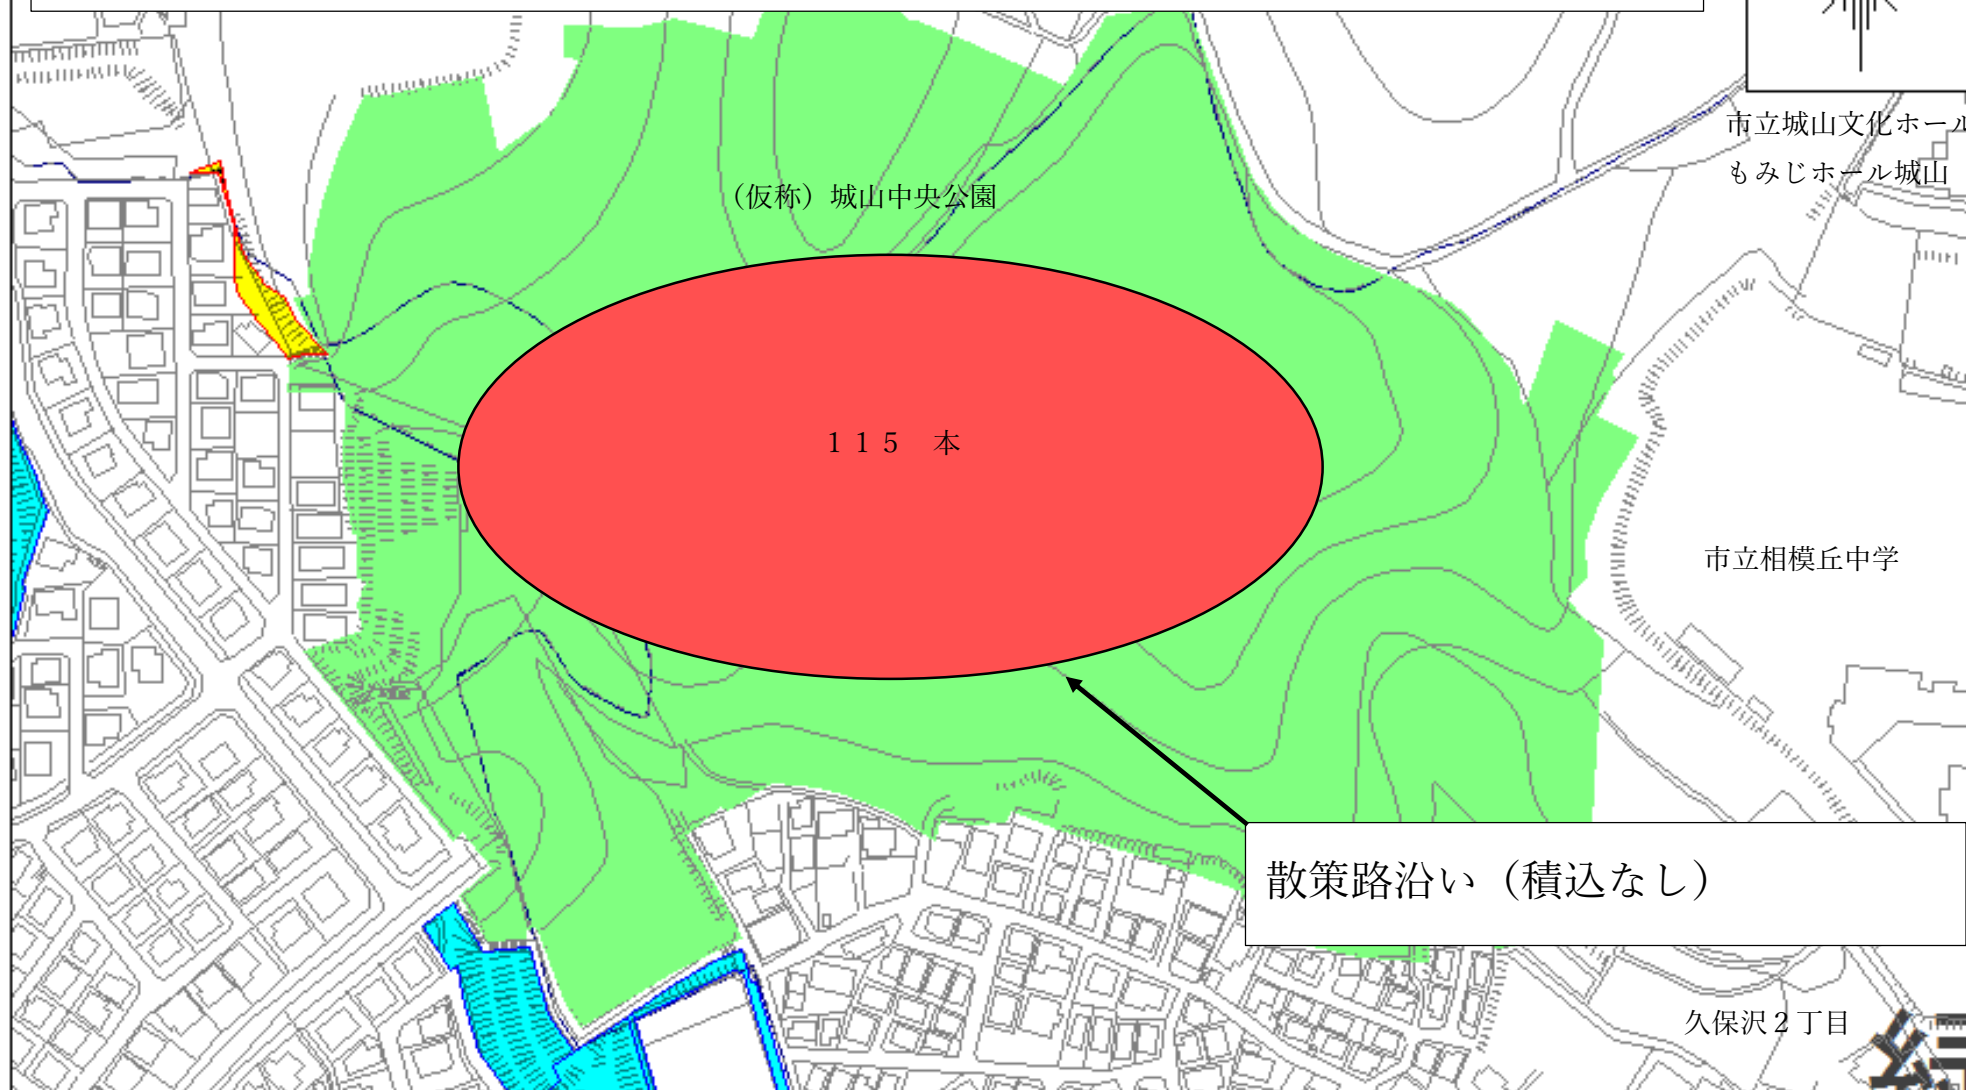 市立城山文化ホール
もみじホール城山
（仮称）城山中央公園
１１５　本
市立相模丘中学
散策路沿い（積込なし）
久保沢２丁目